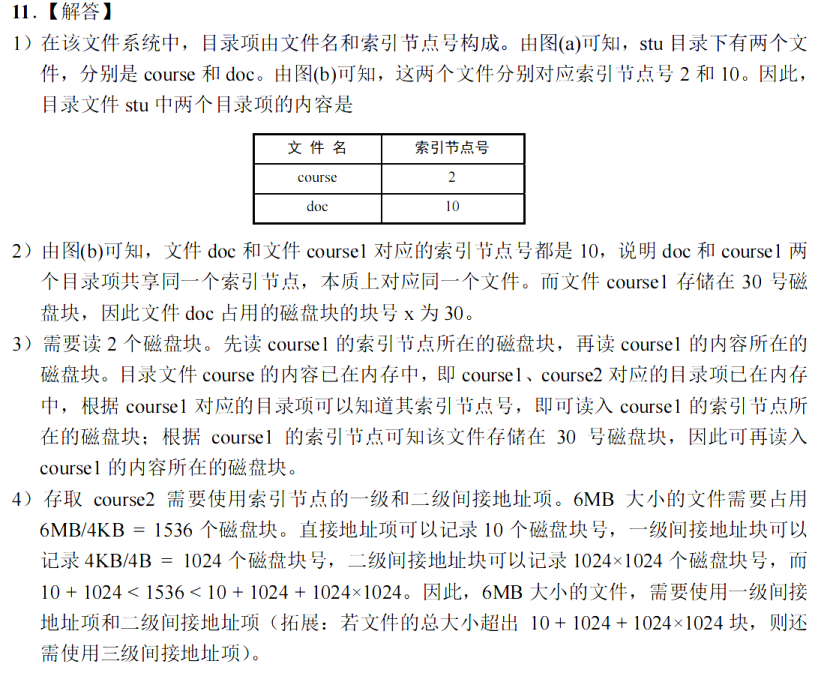 11.【解答】
1）在该文件系统中，目录项由文件名和索引节点号构成。由图(a)可知，stu 目录下有两个文
件，分别是 course 和 doc。由图(b)可知，这两个文件分别对应索引节点号 2 和 10。因此，
目录文件 stu 中两个目录项的内容是
文 件 名 索引节点号
course 2
doc 10
2）由图(b)可知，文件 doc 和文件 course1 对应的索引节点号都是 10，说明 doc 和 course1 两
个目录项共享同一个索引节点，本质上对应同一个文件。而文件 course1 存储在 30 号磁
盘块，因此文件 doc 占用的磁盘块的块号 x 为 30。
3）需要读 2 个磁盘块。先读 course1 的索引节点所在的磁盘块，再读 course1 的内容所在的
磁盘块。目录文件 course 的内容已在内存中，即 course1、course2 对应的目录项已在内存
中，根据 course1 对应的目录项可以知道其索引节点号，即可读入 course1 的索引节点所
在的磁盘块；根据 course1 的索引节点可知该文件存储在 30 号磁盘块，因此可再读入
course1 的内容所在的磁盘块。
4）存取 course2 需要使用索引节点的一级和二级间接地址项。6MB 大小的文件需要占用
6MB/4KB = 1536 个磁盘块。直接地址项可以记录 10 个磁盘块号，一级间接地址块可以
记录 4KB/4B = 1024 个磁盘块号，二级间接地址块可以记录 1024×1024 个磁盘块号，而
10 + 1024 < 1536 < 10 + 1024 + 1024×1024。因此，6MB 大小的文件，需要使用一级间接
地址项和二级间接地址项（拓展：若文件的总大小超出 10 + 1024 + 1024×1024 块，则还
需使用三级间接地址项）。